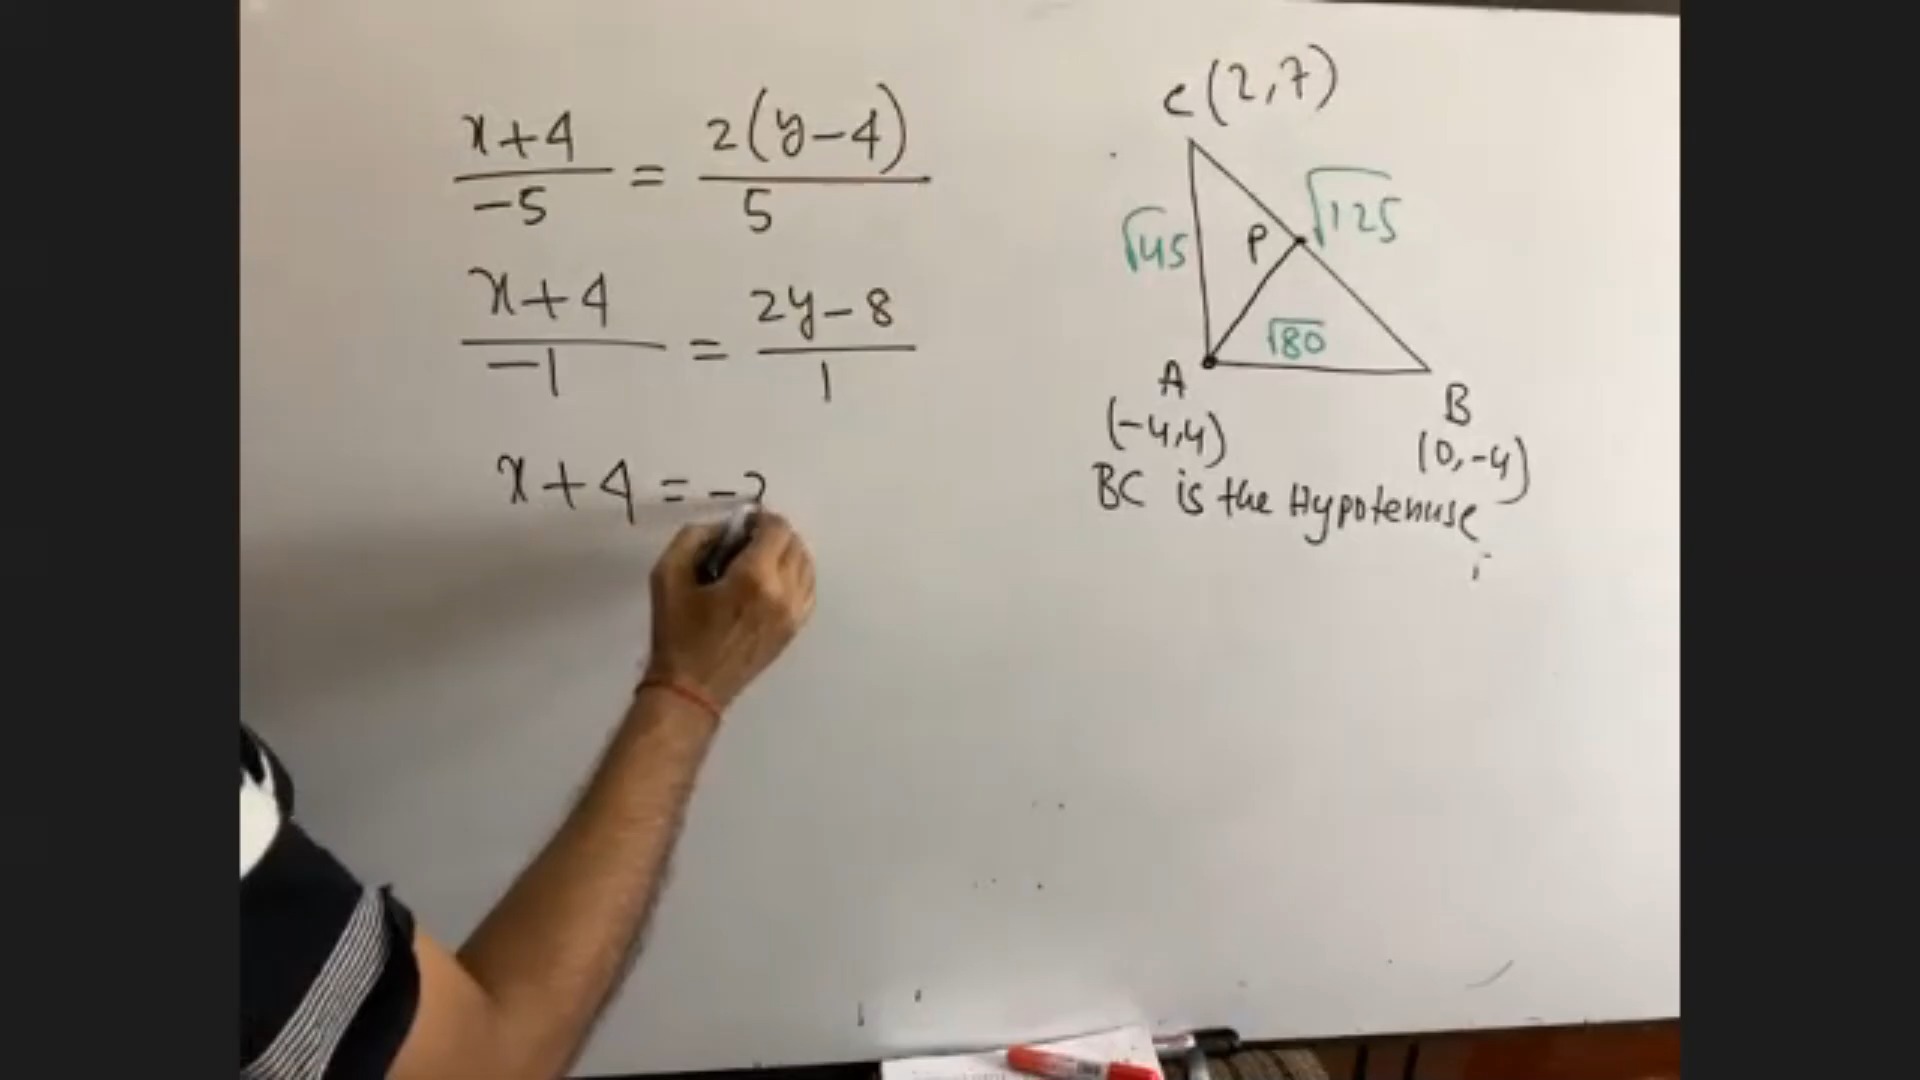 x+4 / -5 = 2(y-4) / 5
x+4 / -1 = 2y-8 / 1
x+4 = -2
C (2,7)
√45
P
√125
√80
A
B
(-4,4)
(0,-4)
BC is the Hypotenuse